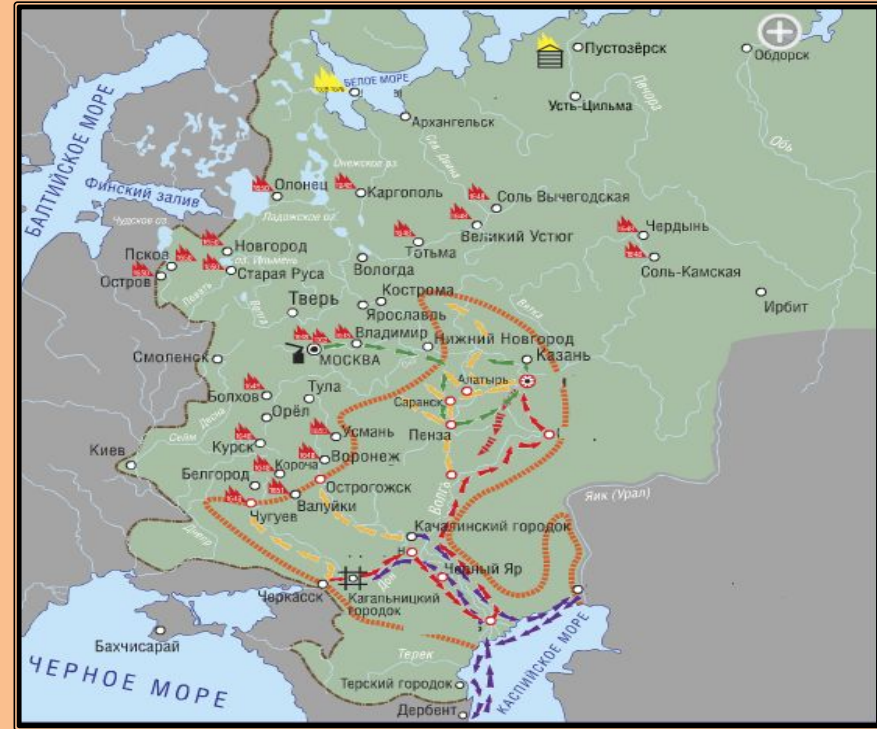 Пустозёрск
Обдорск
БЕЛОЕ МОРЕ
Усть-Цильма
Печора
Архангельск
Обь
БАЛТИЙСКОЕ МОРЕ
Сев. Двина
Онежское оз.
Олонец
Каргополь
Соль Вычегодская
Финский залив
Чудское оз.
Ладожское оз.
Великий Устюг
Чердынь
Новгород
Тотьма
Псков
оз. Ильмень
Соль-Камская
Остров
Старая Руса
Вологда
Ловать
Кострома
Ирбит
Волга
Тверь
Ярославль
Вятка
Владимир
Нижний Новгород
Казань
МОСКВА
Смоленск
Алатырь
Болхов
Тула
Саранск
Десна
Орёл
Пенза
Сейм
Усмань
Киев
Курск
Воронеж
Короча
Белгород
Острогожск
Волга
Яик (Урал)
Валуйки
Чугуев
Качалинский городок
Днепр
Черный Яр
Дон
Черкасск
Кагальницкий
городок
Бахчисарай
ЧЕРНОЕ МОРЕ
Терек
КАСПИЙСКОЕ МОРЕ
Терский городок
Дербент